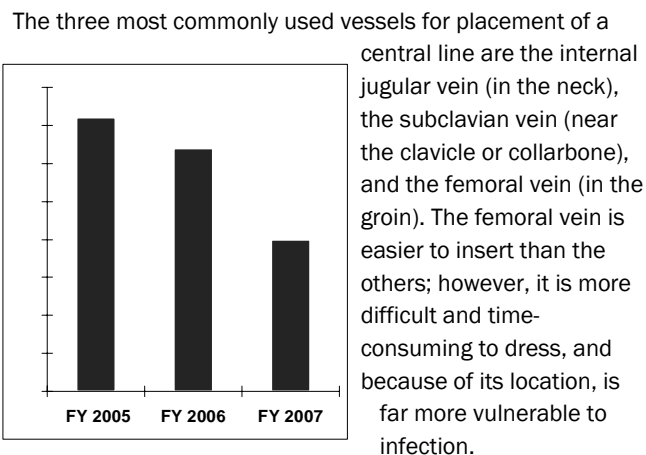 The three most commonly used vessels for placement of a
central line are the internal
jugular vein (in the neck),
the subclavian vein (near
the clavicle or collarbone),
and the femoral vein (in the
groin). The femoral vein is
easier to insert than the
others; however, it is more
difficult and time-
consuming to dress, and
because of its location, is
far more vulnerable to
infection.
FY 2005 FY 2006 FY 2007